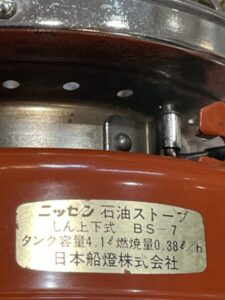 ニッセン 石油ストーブ
しん上下式 BS-7
タンク容量4.1ℓ燃焼量0.38ℓ/h
日本船燈株式会社